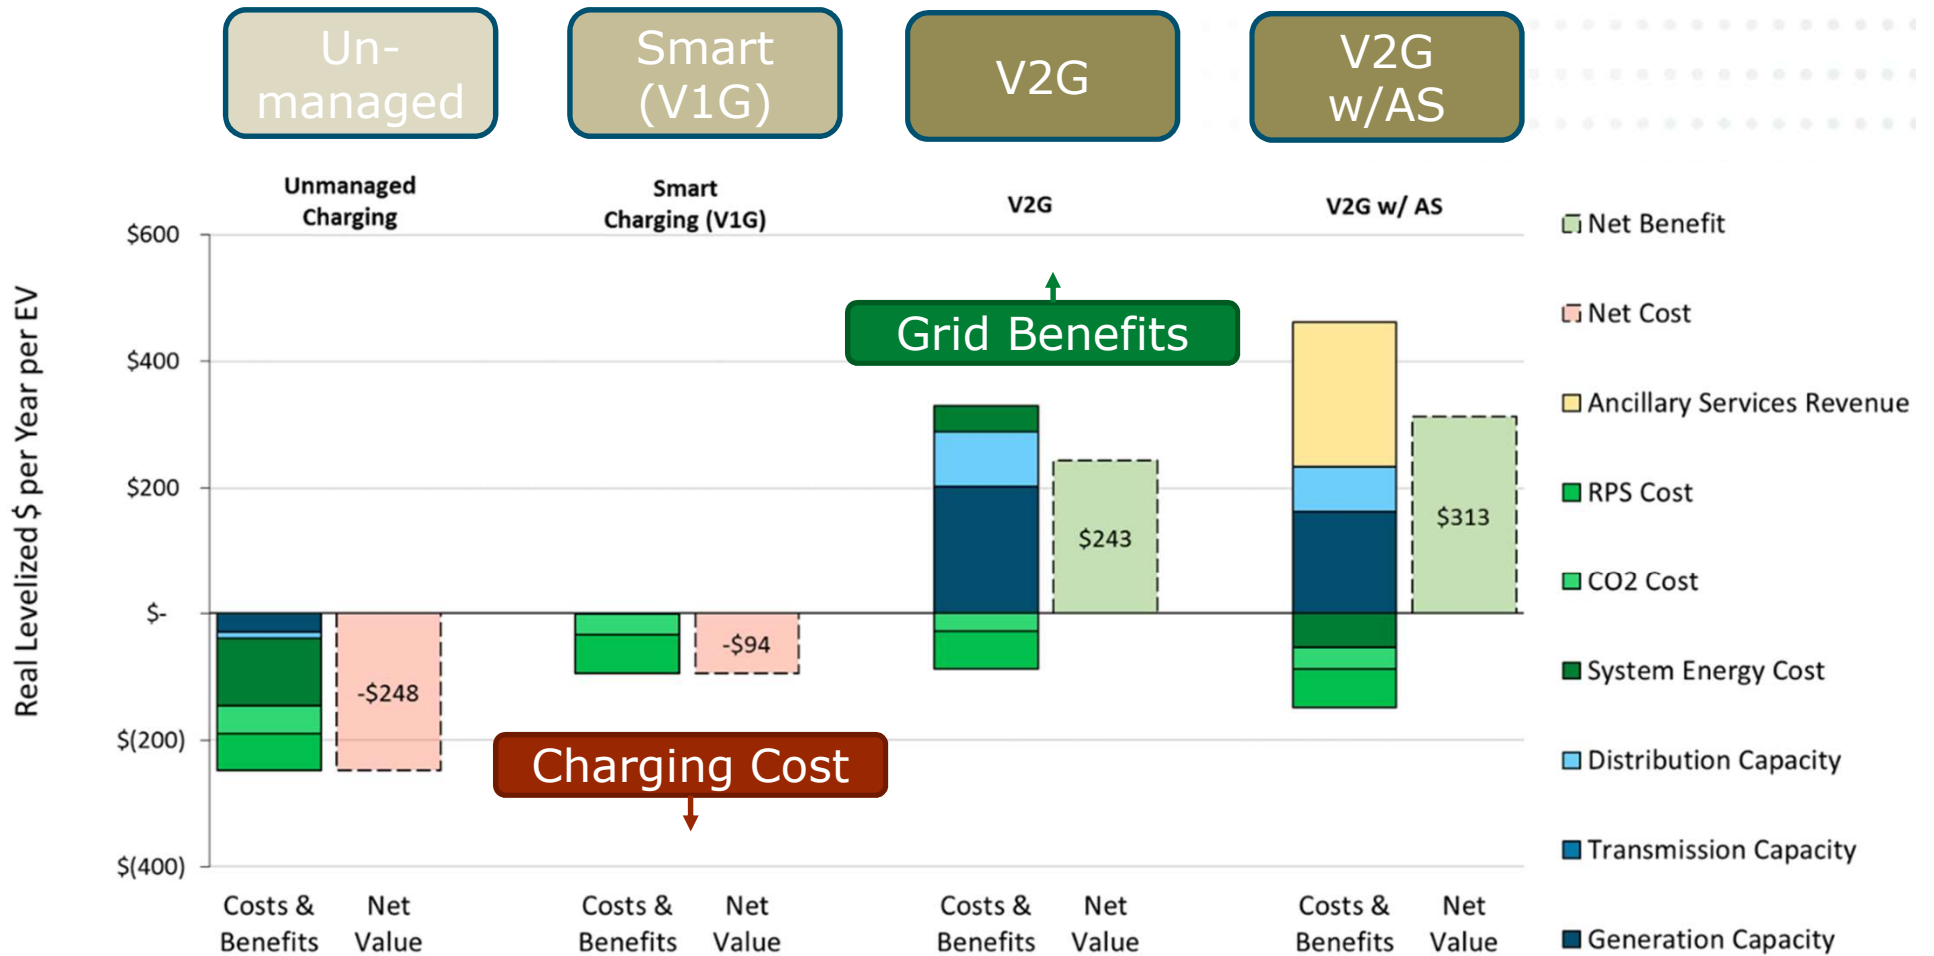 Un-
managed
Smart
(V1G)
V2G
V2G
w/AS
Unmanaged
Charging
Smart
Charging (V1G)
V2G
V2G w/ AS
Real Levelized $ per Year per EV
$600
$400
$200
$-
$(200)
$(400)
Grid Benefits
Charging Cost
-$248
-$94
$243
$313
Costs &
Benefits
Net
Value
Costs &
Benefits
Net
Value
Costs &
Benefits
Net
Value
Costs &
Benefits
Net
Value
Net Benefit
Net Cost
Ancillary Services Revenue
RPS Cost
CO2 Cost
System Energy Cost
Distribution Capacity
Transmission Capacity
Generation Capacity